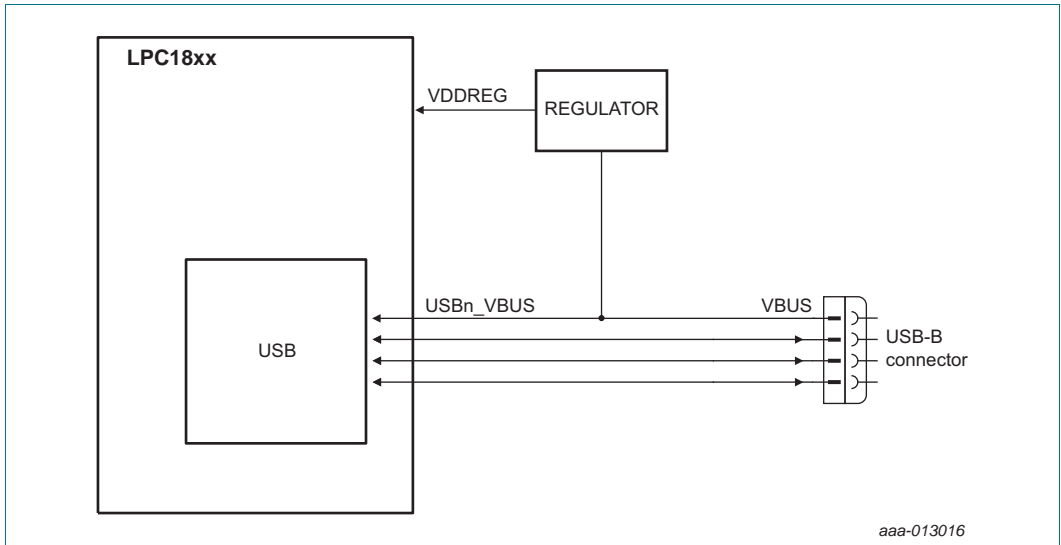 LPC18xx
VDDREG
REGULATOR
USBn_VBUS
VBUS
USB
USB-B
connector
aaa-013016